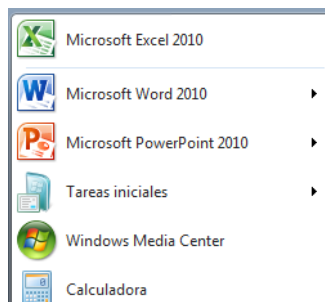 Microsoft Excel 2010
Microsoft Word 2010
Microsoft PowerPoint 2010
Tareas iniciales
Windows Media Center
Calculadora